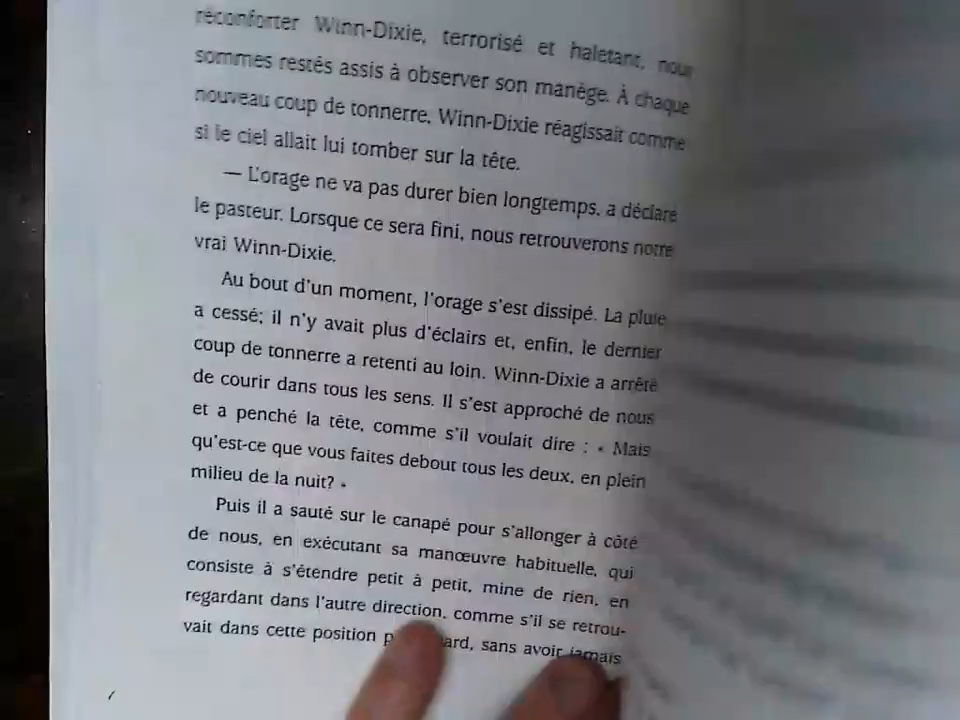 réconforter Winn-Dixie, terrorisé et haletant, nous
sommes restés assis à observer son manège. À chaque
nouveau coup de tonnerre, Winn-Dixie réagissait comme
si le ciel allait lui tomber sur la tête.
— L'orage ne va pas durer bien longtemps, a déclaré
le pasteur. Lorsque ce sera fini, nous retrouverons notre
vrai Winn-Dixie.
Au bout d'un moment, l'orage s'est dissipé. La pluie
a cessé; il n'y avait plus d'éclairs et, enfin, le dernier
coup de tonnerre a retenti au loin. Winn-Dixie a arrêté
de courir dans tous les sens. Il s'est approché de nous
et a penché la tête, comme s'il voulait dire : « Mais
qu'est-ce que vous faites debout tous les deux, en plein
milieu de la nuit? »
Puis il a sauté sur le canapé pour s'allonger à côté
de nous, en exécutant sa manœuvre habituelle, qui
consiste à s'étendre petit à petit, mine de rien, en
regardant dans l'autre direction, comme s'il se retrou-
vait dans cette position p ard, sans avoir jamais